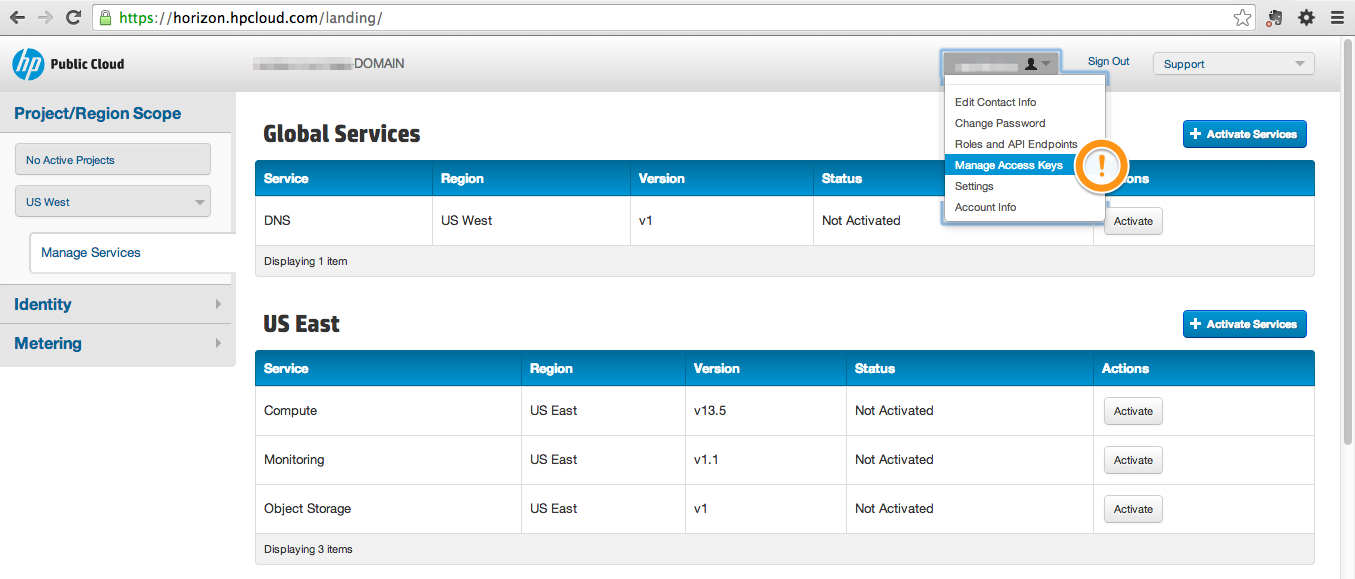 https://horizon.hpcloud.com/landing/
hp Public Cloud
DOMAIN
Sign Out
Support
Edit Contact Info
Change Password
Roles and API Endpoints
Manage Access Keys
!
Settings
Account Info
Project/Region Scope
No Active Projects
US West
Manage Services
Identity
Metering
Global Services
+ Activate Services
Service Region Version Status
DNS US West v1 Not Activated Activate
Displaying 1 item
US East
+ Activate Services
Service Region Version Status Actions
Compute US East v13.5 Not Activated Activate
Monitoring US East v1.1 Not Activated Activate
Object Storage US East v1 Not Activated Activate
Displaying 3 items